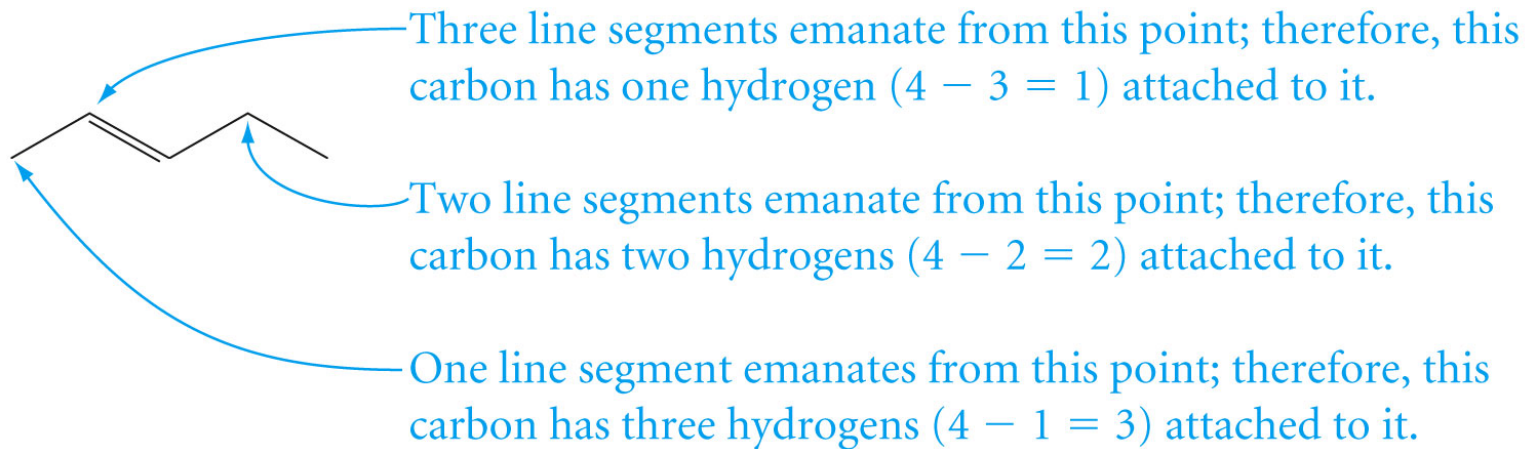 Three line segments emanate from this point; therefore, this
carbon has one hydrogen (4 − 3 = 1) attached to it.
Two line segments emanate from this point; therefore, this
carbon has two hydrogens (4 − 2 = 2) attached to it.
One line segment emanates from this point; therefore, this
carbon has three hydrogens (4 − 1 = 3) attached to it.